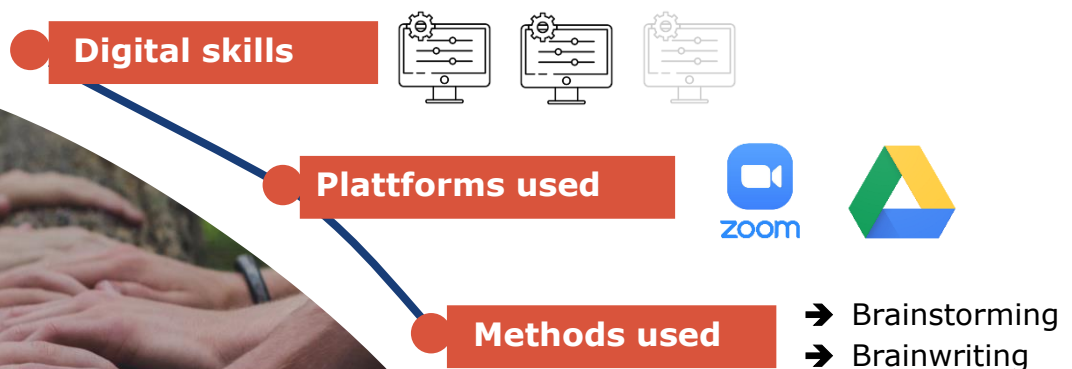 Digital skills
Plattforms used
zoom
Methods used
➔ Brainstorming
➔ Brainwriting